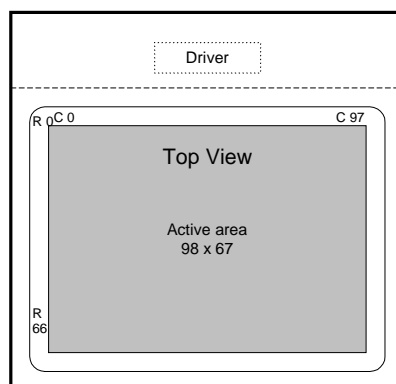 Driver
C 0
C 97
R 0
Top View
Active area
98 x 67
R
66